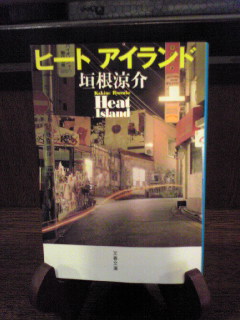 ヒート アイランド
垣根涼介
Kakine Ryosuke
Heat
Island
文春文庫